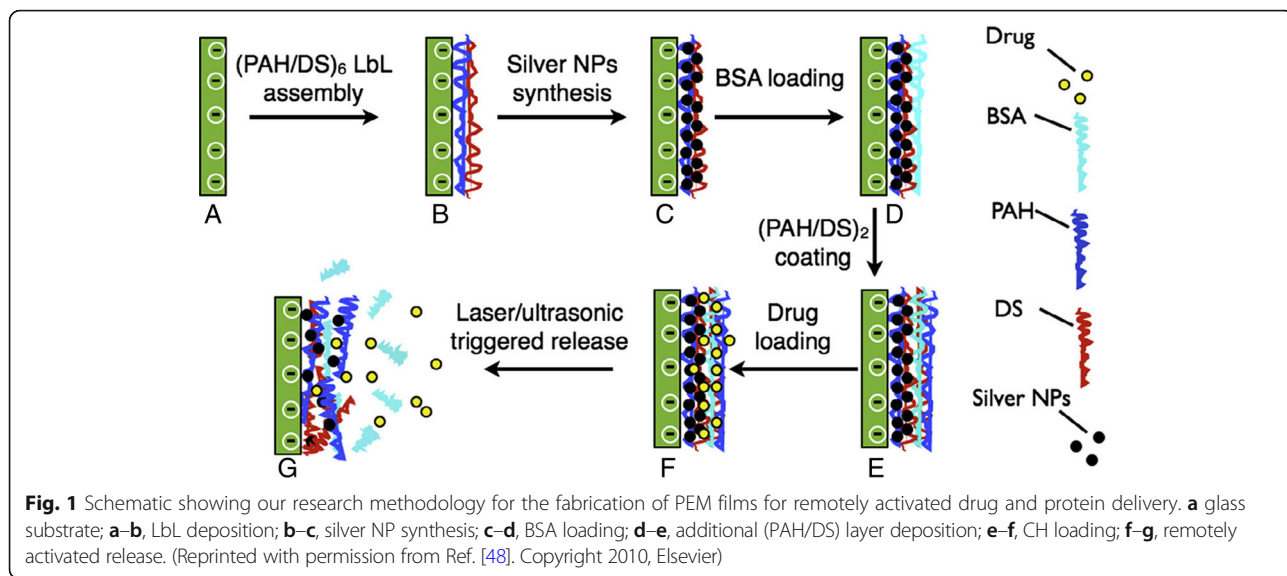 (PAH/DS)₆ LbL
assembly
Silver NPs
synthesis
BSA loading
Drug
BSA
PAH
DS
Silver NPs
A
B
C
D
(PAH/DS)₂
coating
Laser/ultrasonic
triggered release
Drug
loading
G
F
E
Fig. 1 Schematic showing our research methodology for the fabrication of PEM films for remotely activated drug and protein delivery. a glass
substrate; a–b, LbL deposition; b–c, silver NP synthesis; c–d, BSA loading; d–e, additional (PAH/DS) layer deposition; e–f, CH loading; f–g, remotely
activated release. (Reprinted with permission from Ref. [48]. Copyright 2010, Elsevier)